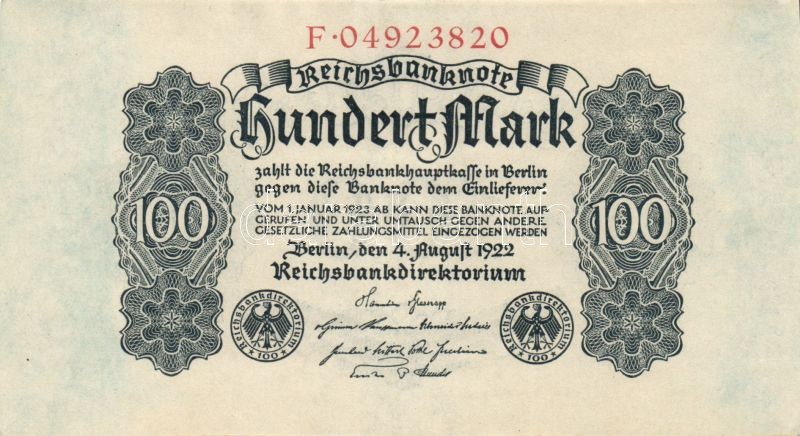 F·04923820
Reichsbanknote
Hundert Mark
zahlt die Reichsbankhauptkasse in Berlin
gegen diese Banknote dem Einlieferer
VOM 1. JANUAR 1923 AB KANN DIESE BANKNOTE AUF-
GERUFEN UND UNTER UMTAUSCH GEGEN ANDERE
GESETZLICHE ZAHLUNGSMITTEL EINGEZOGEN WERDEN
Berlin, den 4. August 1922
Reichsbankdirektorium
100
100
Reichsbankdirektorium
100
Reichsbankdirektorium
100